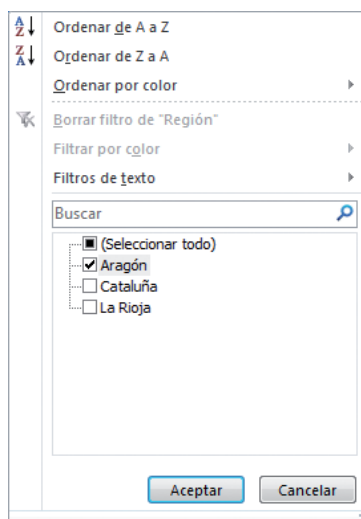 Ordenar de A a Z
Ordenar de Z a A
Ordenar por color
Borrar filtro de "Región"
Filtrar por color
Filtros de texto
Buscar
(Seleccionar todo)
Aragón
Cataluña
La Rioja
Aceptar Cancelar